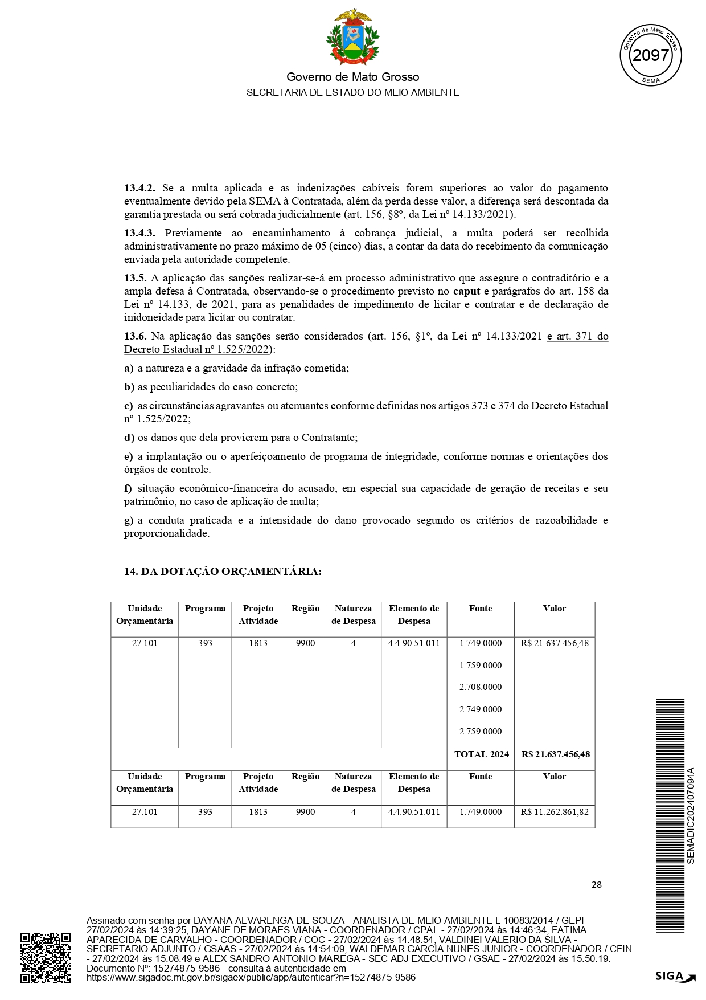 Governo de Mato Grosso
SECRETARIA DE ESTADO DO MEIO AMBIENTE
Governo de Mato Grosso
2097
SEMA
13.4.2. Se a multa aplicada e as indenizações cabíveis forem superiores ao valor do pagamento
eventualmente devido pela SEMA à Contratada, além da perda desse valor, a diferença será descontada da
garantia prestada ou será cobrada judicialmente (art. 156, §8º, da Lei nº 14.133/2021).
13.4.3. Previamente ao encaminhamento à cobrança judicial, a multa poderá ser recolhida
administrativamente no prazo máximo de 05 (cinco) dias, a contar da data do recebimento da comunicação
enviada pela autoridade competente.
13.5. A aplicação das sanções realizar-se-á em processo administrativo que assegure o contraditório e a
ampla defesa à Contratada, observando-se o procedimento previsto no caput e parágrafos do art. 158 da
Lei nº 14.133, de 2021, para as penalidades de impedimento de licitar e contratar e de declaração de
inidoneidade para licitar ou contratar.
13.6. Na aplicação das sanções serão considerados (art. 156, §1º, da Lei nº 14.133/2021 e art. 371 do
Decreto Estadual nº 1.525/2022):
a) a natureza e a gravidade da infração cometida;
b) as peculiaridades do caso concreto;
c) as circunstâncias agravantes ou atenuantes conforme definidas nos artigos 373 e 374 do Decreto Estadual
nº 1.525/2022;
d) os danos que dela provierem para o Contratante;
e) a implantação ou o aperfeiçoamento de programa de integridade, conforme normas e orientações dos
órgãos de controle.
f) situação econômico-financeira do acusado, em especial sua capacidade de geração de receitas e seu
patrimônio, no caso de aplicação de multa;
g) a conduta praticada e a intensidade do dano provocado segundo os critérios de razoabilidade e
proporcionalidade.
14. DA DOTAÇÃO ORÇAMENTÁRIA:
Unidade Programa Projeto Região Natureza Elemento de Fonte Valor
Orçamentária Atividade de Despesa Despesa
27.101 393 1813 9900 4 4.4.90.51.011 1.749.0000 R$ 21.637.456,48
1.759.0000
2.708.0000
2.749.0000
2.759.0000
TOTAL 2024 R$ 21.637.456,48
Unidade Programa Projeto Região Natureza Elemento de Fonte Valor
Orçamentária Atividade de Despesa Despesa
27.101 393 1813 9900 4 4.4.90.51.011 1.749.0000 R$ 11.262.861,82
28
SEMADIC202407094A
Assinado com senha por DAYANA ALVARENGA DE SOUZA - ANALISTA DE MEIO AMBIENTE L 10083/2014 / GEPI -
27/02/2024 às 14:39:25, DAYANE DE MORAES VIANA - COORDENADOR / CPAL - 27/02/2024 às 14:46:34, FATIMA
APARECIDA DE CARVALHO - COORDENADOR / COC - 27/02/2024 às 14:48:54, VALDINEI VALERIO DA SILVA -
SECRETARIO ADJUNTO / GSAAS - 27/02/2024 às 14:54:09, WALDEMAR GARCIA NUNES JUNIOR - COORDENADOR / CFIN
- 27/02/2024 às 15:08:49 e ALEX SANDRO ANTONIO MAREGA - SEC ADJ EXECUTIVO / GSAE - 27/02/2024 às 15:50:19.
Documento Nº: 15274875-9586 - consulta à autenticidade em
https://www.sigadoc.mt.gov.br/sigaex/public/app/autenticar?n=15274875-9586
SIGA